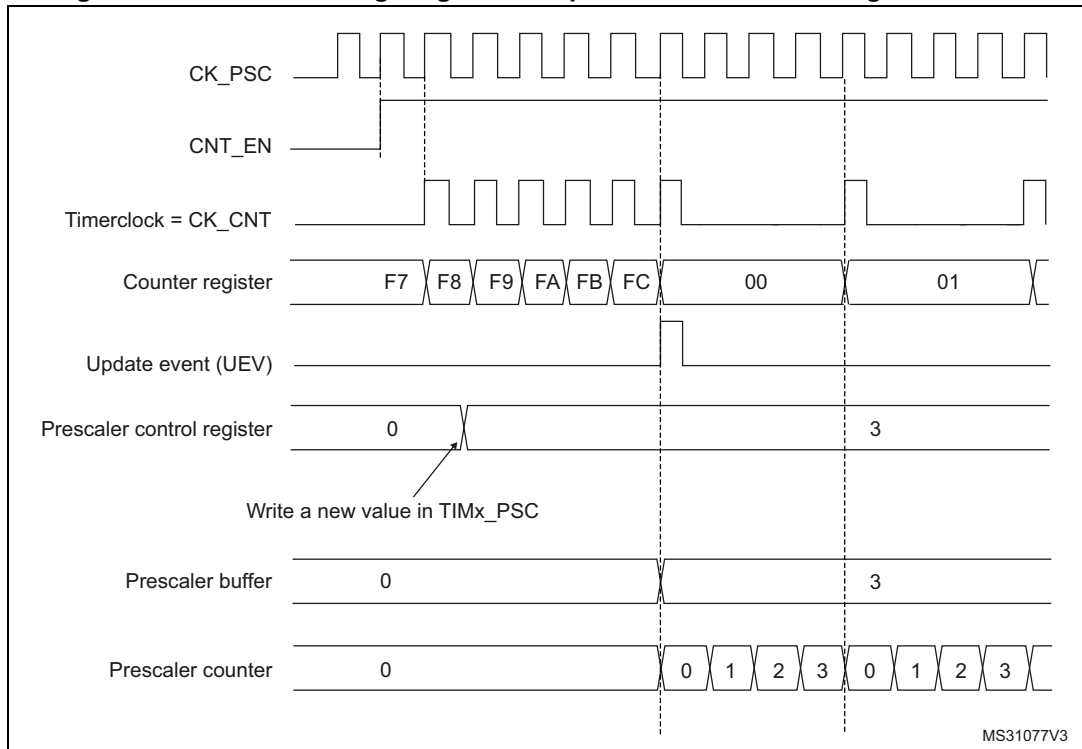 CK_PSC
CNT_EN
Timerclock = CK_CNT
Counter register F7 F8 F9 FA FB FC 00 01
Update event (UEV)
Prescaler control register 0 3
Write a new value in TIMx_PSC
Prescaler buffer 0 3
Prescaler counter 0 0 1 2 3 0 1 2 3
MS31077V3